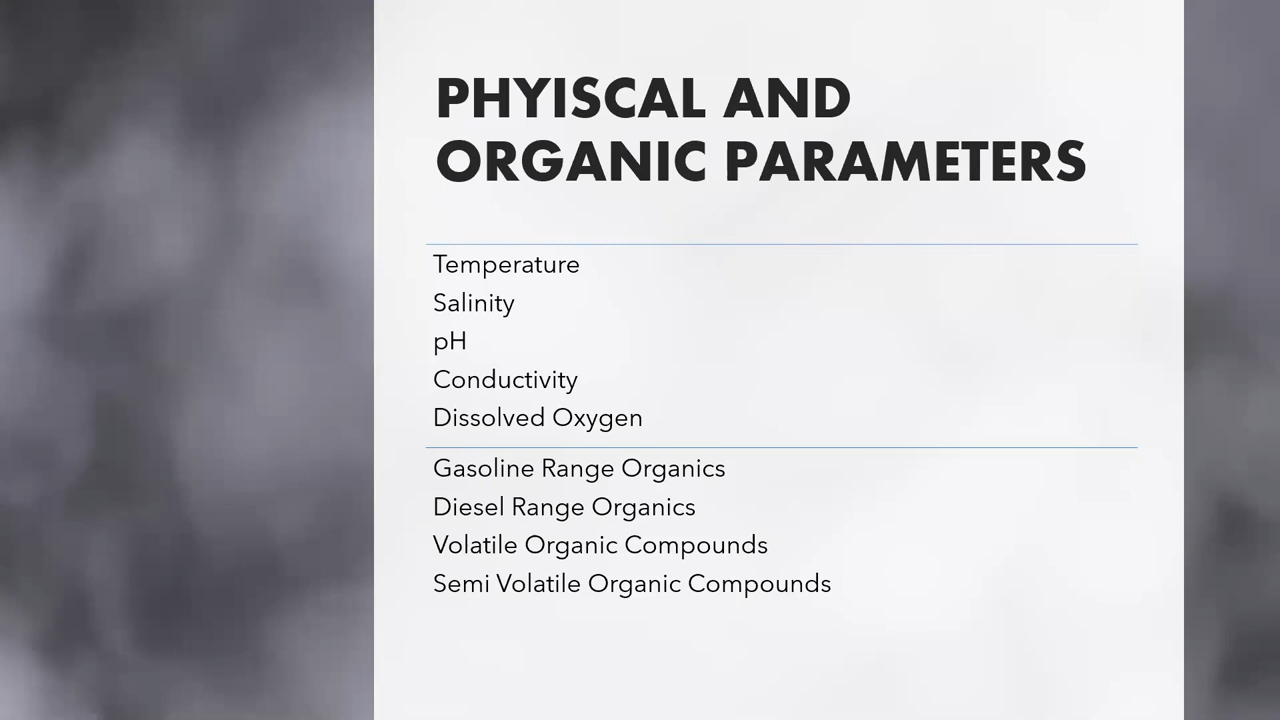 PHYISCAL AND
ORGANIC PARAMETERS
Temperature
Salinity
pH
Conductivity
Dissolved Oxygen
Gasoline Range Organics
Diesel Range Organics
Volatile Organic Compounds
Semi Volatile Organic Compounds